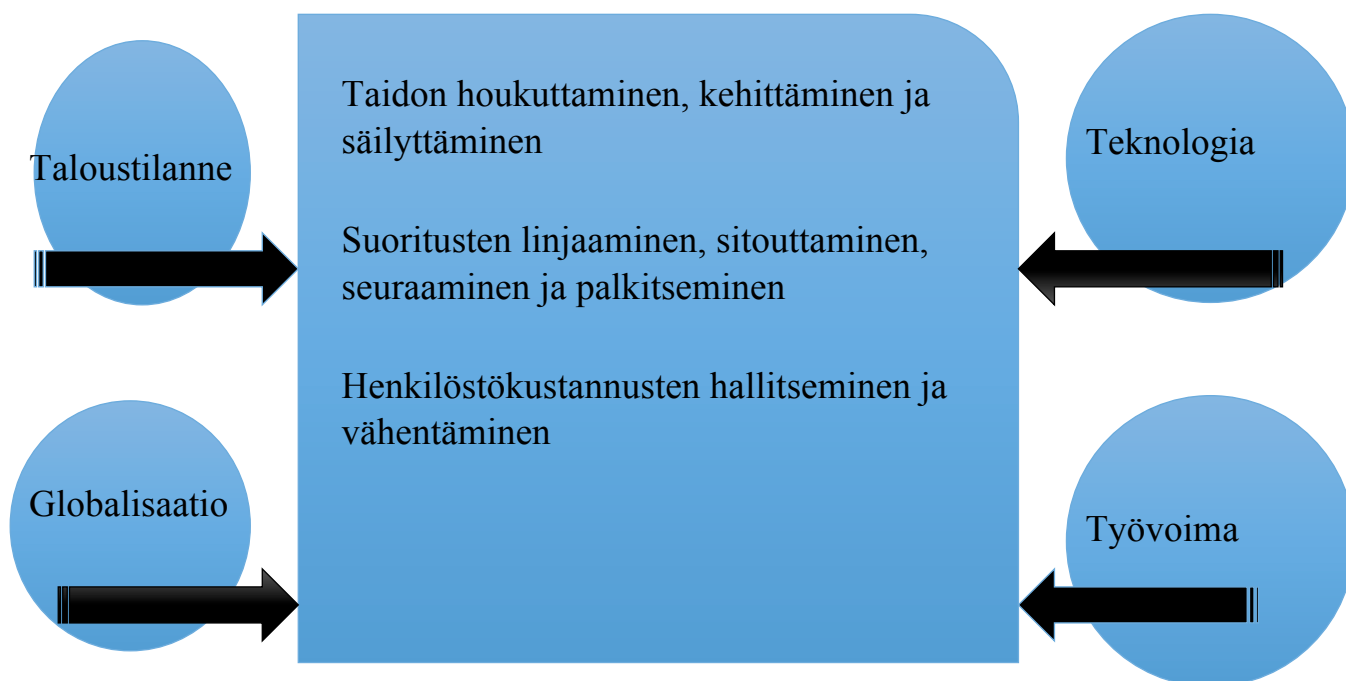 Taloustilanne
Globalisaatio
Taidon houkuttaminen, kehittäminen ja
säilyttäminen
Suoritusten linjaaminen, sitouttaminen,
seuraaminen ja palkitseminen
Henkilöstökustannusten hallitseminen ja
vähentäminen
Teknologia
Työvoima